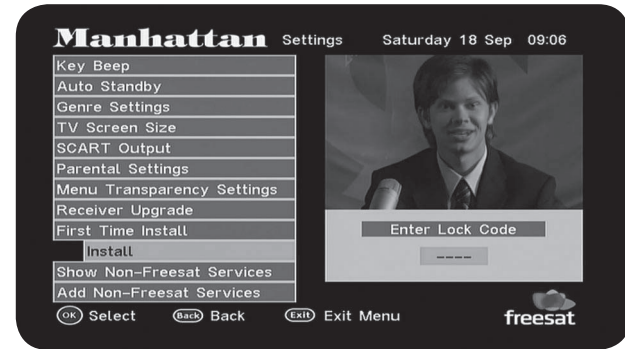 Manhattan Settings Saturday 18 Sep 09:06
Key Beep
Auto Standby
Genre Settings
TV Screen Size
SCART Output
Parental Settings
Menu Transparency Settings
Receiver Upgrade
First Time Install
Install
Show Non-Freesat Services
Add Non-Freesat Services
Enter Lock Code
----
OK Select Back Back Exit Exit Menu
freesat